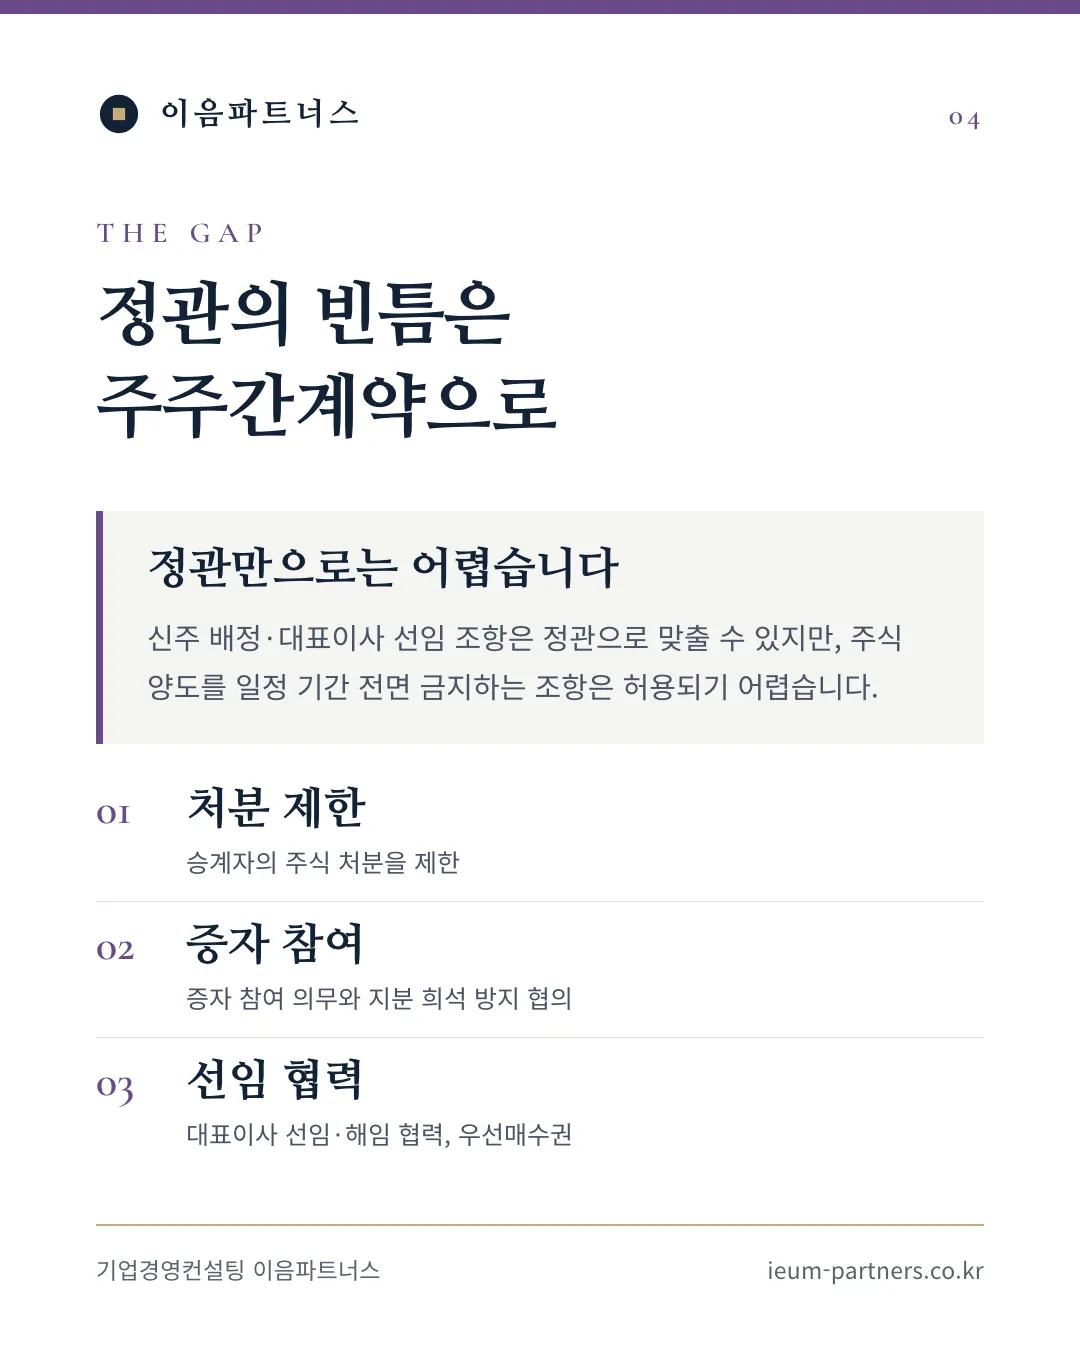 이음파트너스
04
THE GAP
정관의 빈틈은
주주간계약으로
정관만으로는 어렵습니다
신주 배정·대표이사 선임 조항은 정관으로 맞출 수 있지만, 주식
양도를 일정 기간 전면 금지하는 조항은 허용되기 어렵습니다.
01 처분 제한
승계자의 주식 처분을 제한
02 증자 참여
증자 참여 의무와 지분 희석 방지 협의
03 선임 협력
대표이사 선임·해임 협력, 우선매수권
기업경영컨설팅 이음파트너스
ieum-partners.co.kr